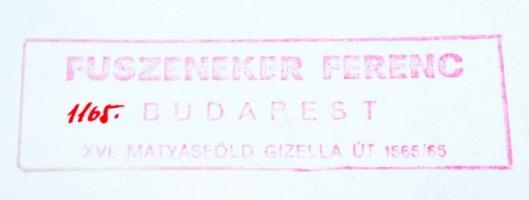 FUSZENEKER FERENC
1165. BUDAPEST
XVI. MÁTYÁSFÖLD GIZELLA ÚT 1565/65